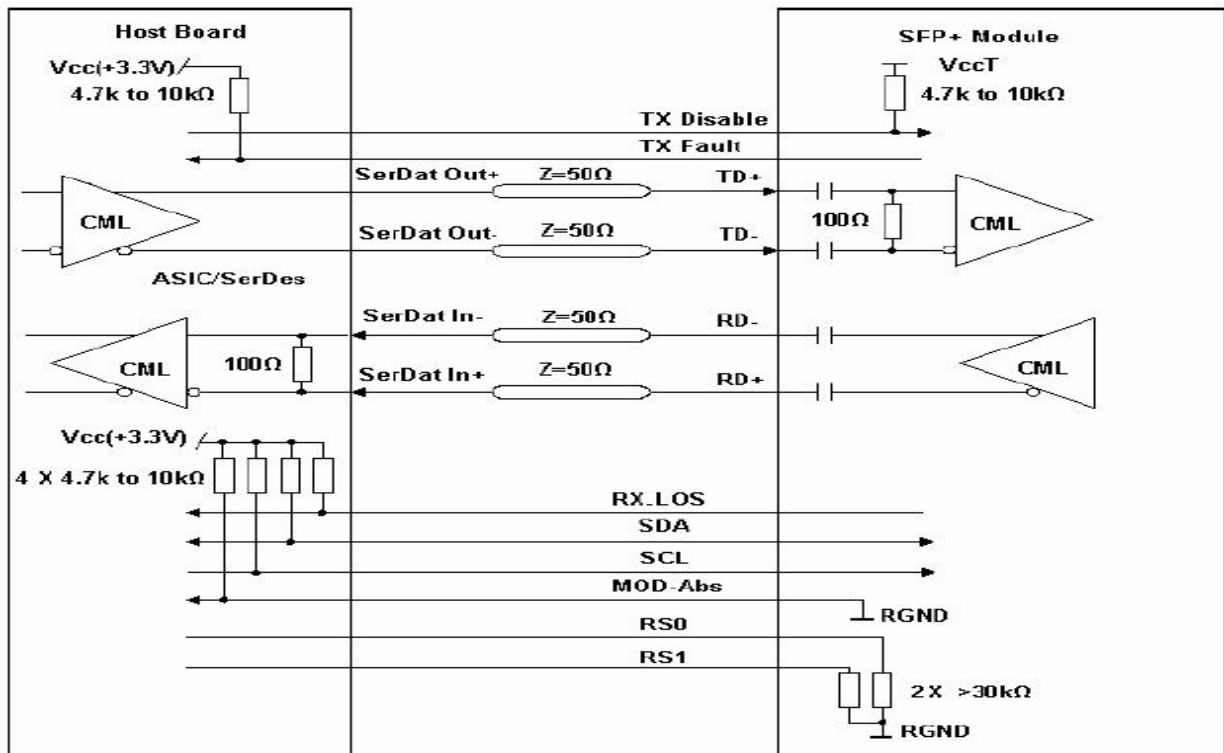 Host Board
SFP+ Module
Vcc(+3.3V)
VccT
4.7k to 10kΩ
4.7k to 10kΩ
TX Disable
TX Fault
SerDat Out+
Z=50Ω
TD+
CML
100Ω
CML
SerDat Out-
Z=50Ω
TD-
ASIC/SerDes
SerDat In-
Z=50Ω
RD-
CML
100Ω
SerDat In+
Z=50Ω
RD+
CML
Vcc(+3.3V)
4 X 4.7k to 10kΩ
RX-LOS
SDA
SCL
MOD-Abs
RGND
RS0
RS1
2X >30kΩ
RGND